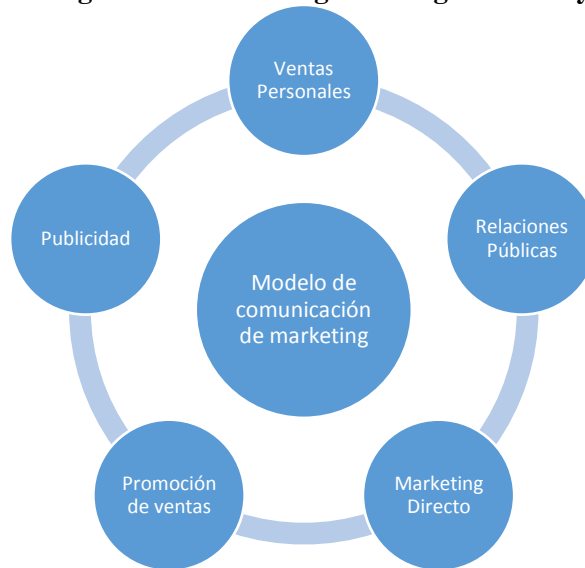 Ventas
Personales
Relaciones
Públicas
Marketing
Directo
Promoción
de ventas
Publicidad
Modelo de
comunicación
de marketing